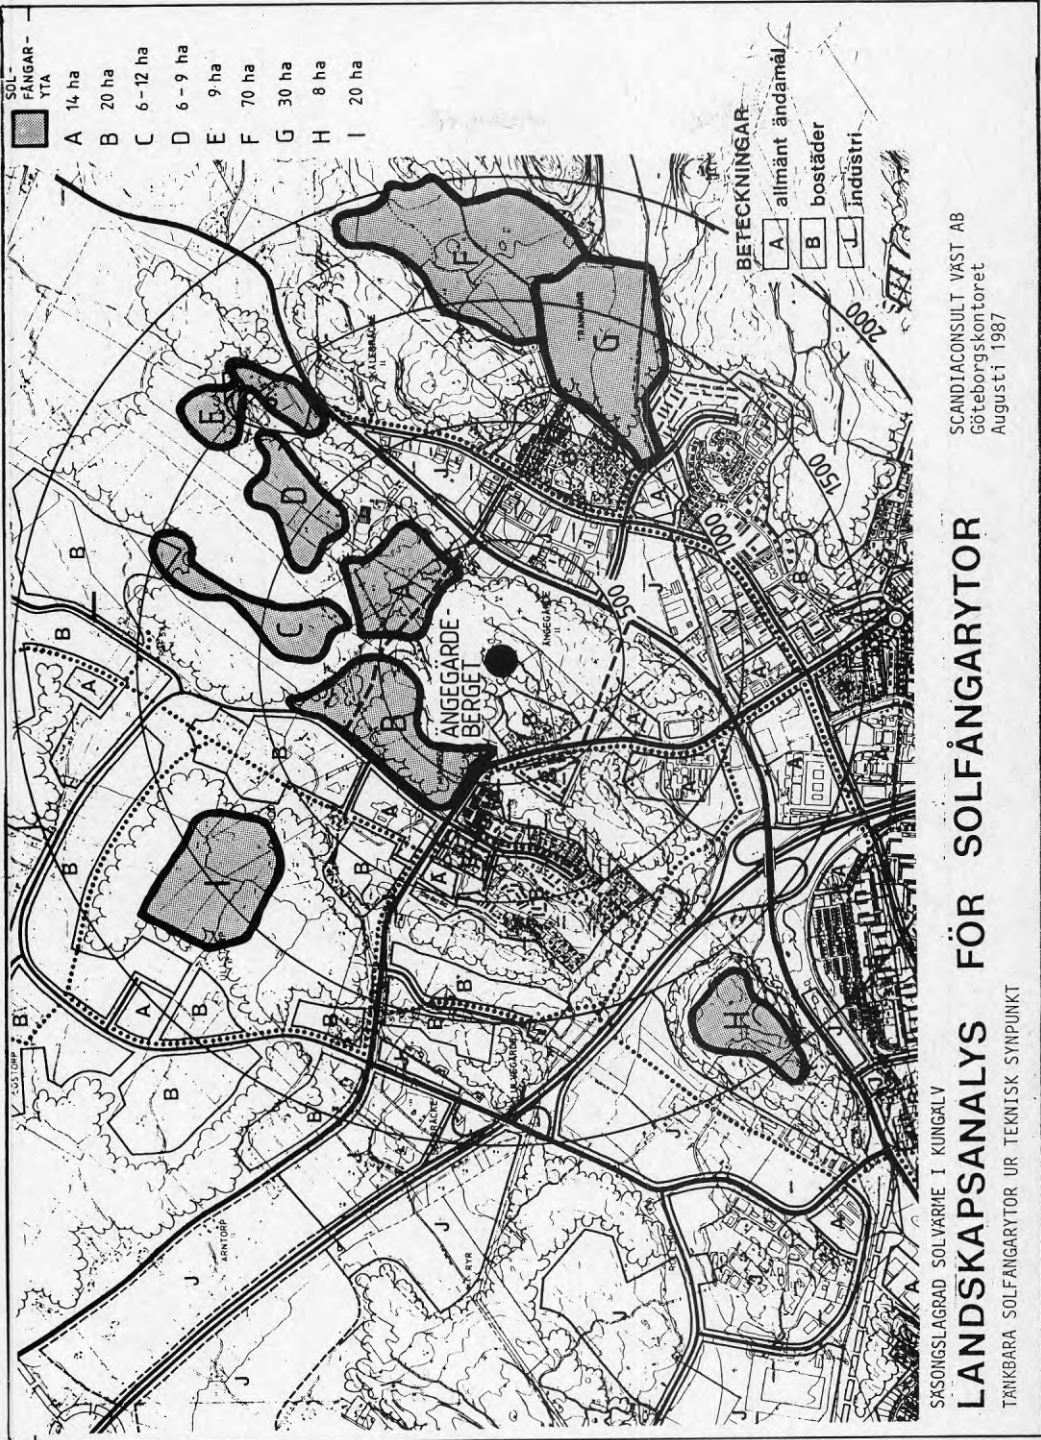 SOL-
FÅNGAR-
YTA
A 14 ha
B 20 ha
C 6-12 ha
D 6-9 ha
E 9 ha
F 70 ha
G 30 ha
H 8 ha
I 20 ha
BETECKNINGAR
A allmänt ändamål
B bostäder
J industri
F
G
E
D
C
A
B
I
H
ÄNGEGÄRDE-
BERGET
ÄNGEGÄRDE
SKÄLEBRÄCKE
ARNTORP
RYR
500
1000
1500
2000
SÄSONGSLAGRAD SOLVÄRME I KUNGÄLV
LANDSKAPSANALYS FÖR SOLFÅNGARYTOR
TÄNKBARA SOLFÅNGARYTOR UR TEKNISK SYNPUNKT
SCANDIACONSULT VÄST AB
Göteborgskontoret
Augusti 1987